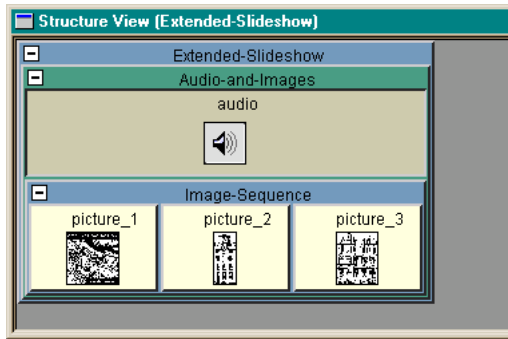 Structure View (Extended-Slideshow)
Extended-Slideshow
Audio-and-Images
audio
Image-Sequence
picture_1 picture_2 picture_3